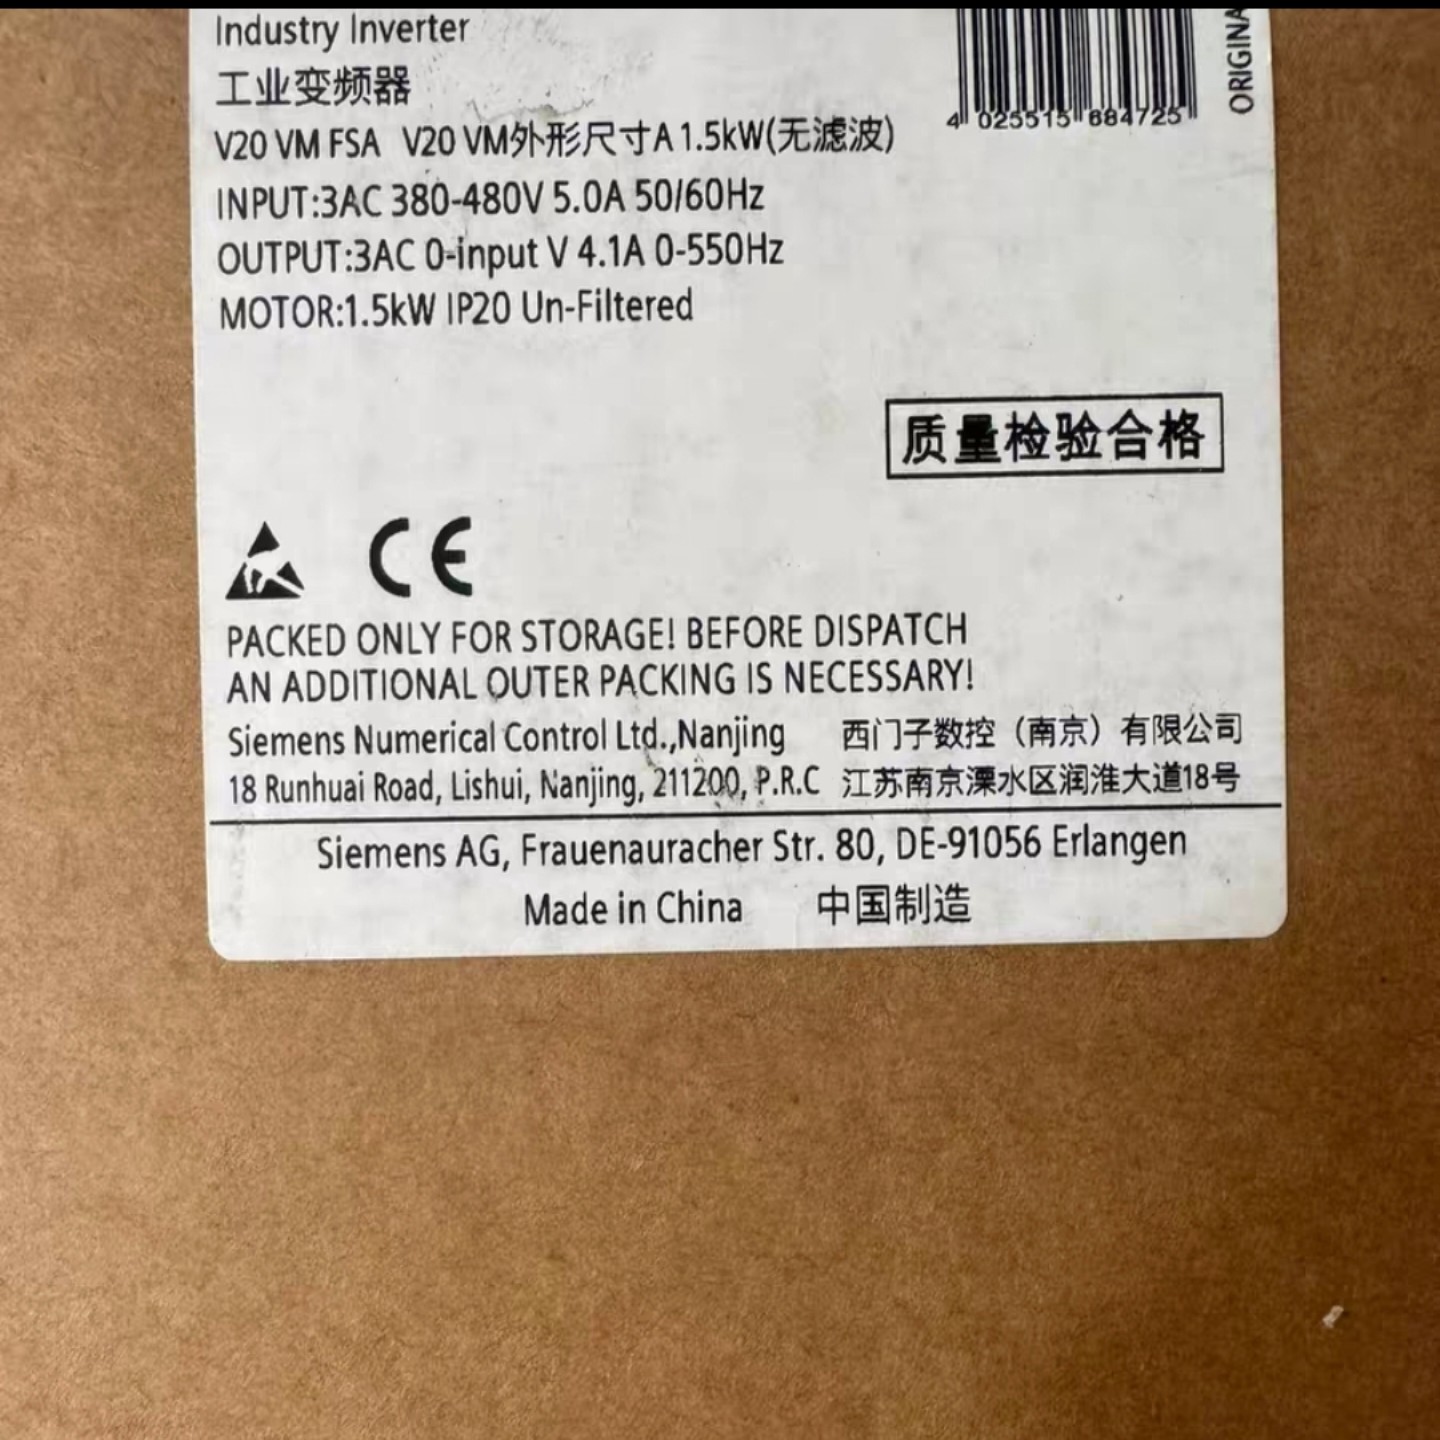 Industry Inverter
工业变频器
V20 VM FSA V20 VM外形尺寸A 1.5kW(无滤波)
4 025515 684725
ORIGINA
INPUT:3AC 380-480V 5.0A 50/60Hz
OUTPUT:3AC 0-input V 4.1A 0-550Hz
MOTOR:1.5kW IP20 Un-Filtered
质量检验合格
CE
PACKED ONLY FOR STORAGE! BEFORE DISPATCH
AN ADDITIONAL OUTER PACKING IS NECESSARY!
Siemens Numerical Control Ltd.,Nanjing 西门子数控（南京）有限公司
18 Runhuai Road, Lishui, Nanjing, 211200, P.R.C 江苏南京溧水区润淮大道18号
Siemens AG, Frauenauracher Str. 80, DE-91056 Erlangen
Made in China 中国制造